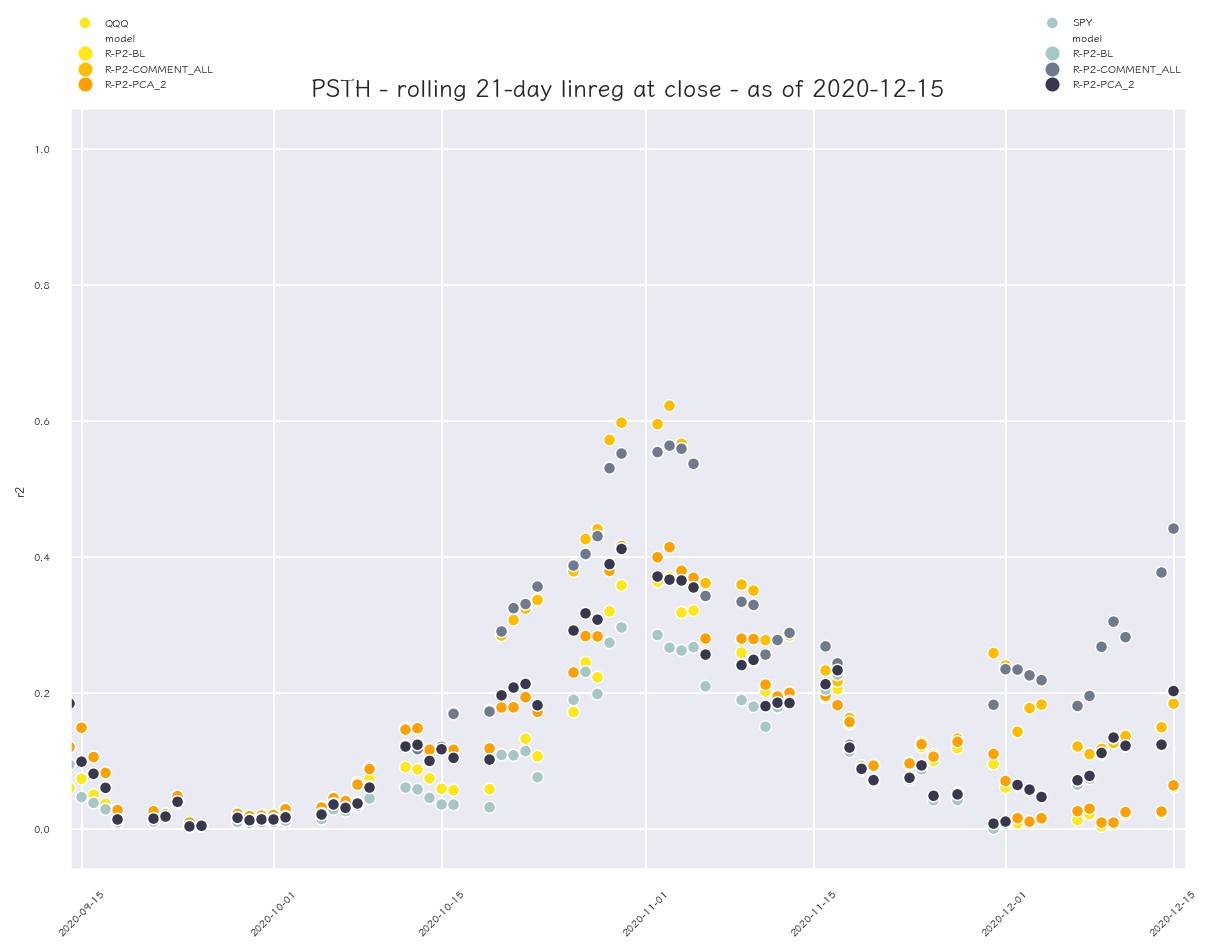 QQQ
model
R-P2-BL
R-P2-COMMENT_ALL
R-P2-PCA_2
SPY
model
R-P2-BL
R-P2-COMMENT_ALL
R-P2-PCA_2
PSTH - rolling 21-day linreg at close - as of 2020-12-15
1.0
0.8
0.6
0.4
0.2
0.0
r2
2020-09-15
2020-10-01
2020-10-15
2020-11-01
2020-11-15
2020-12-01
2020-12-15